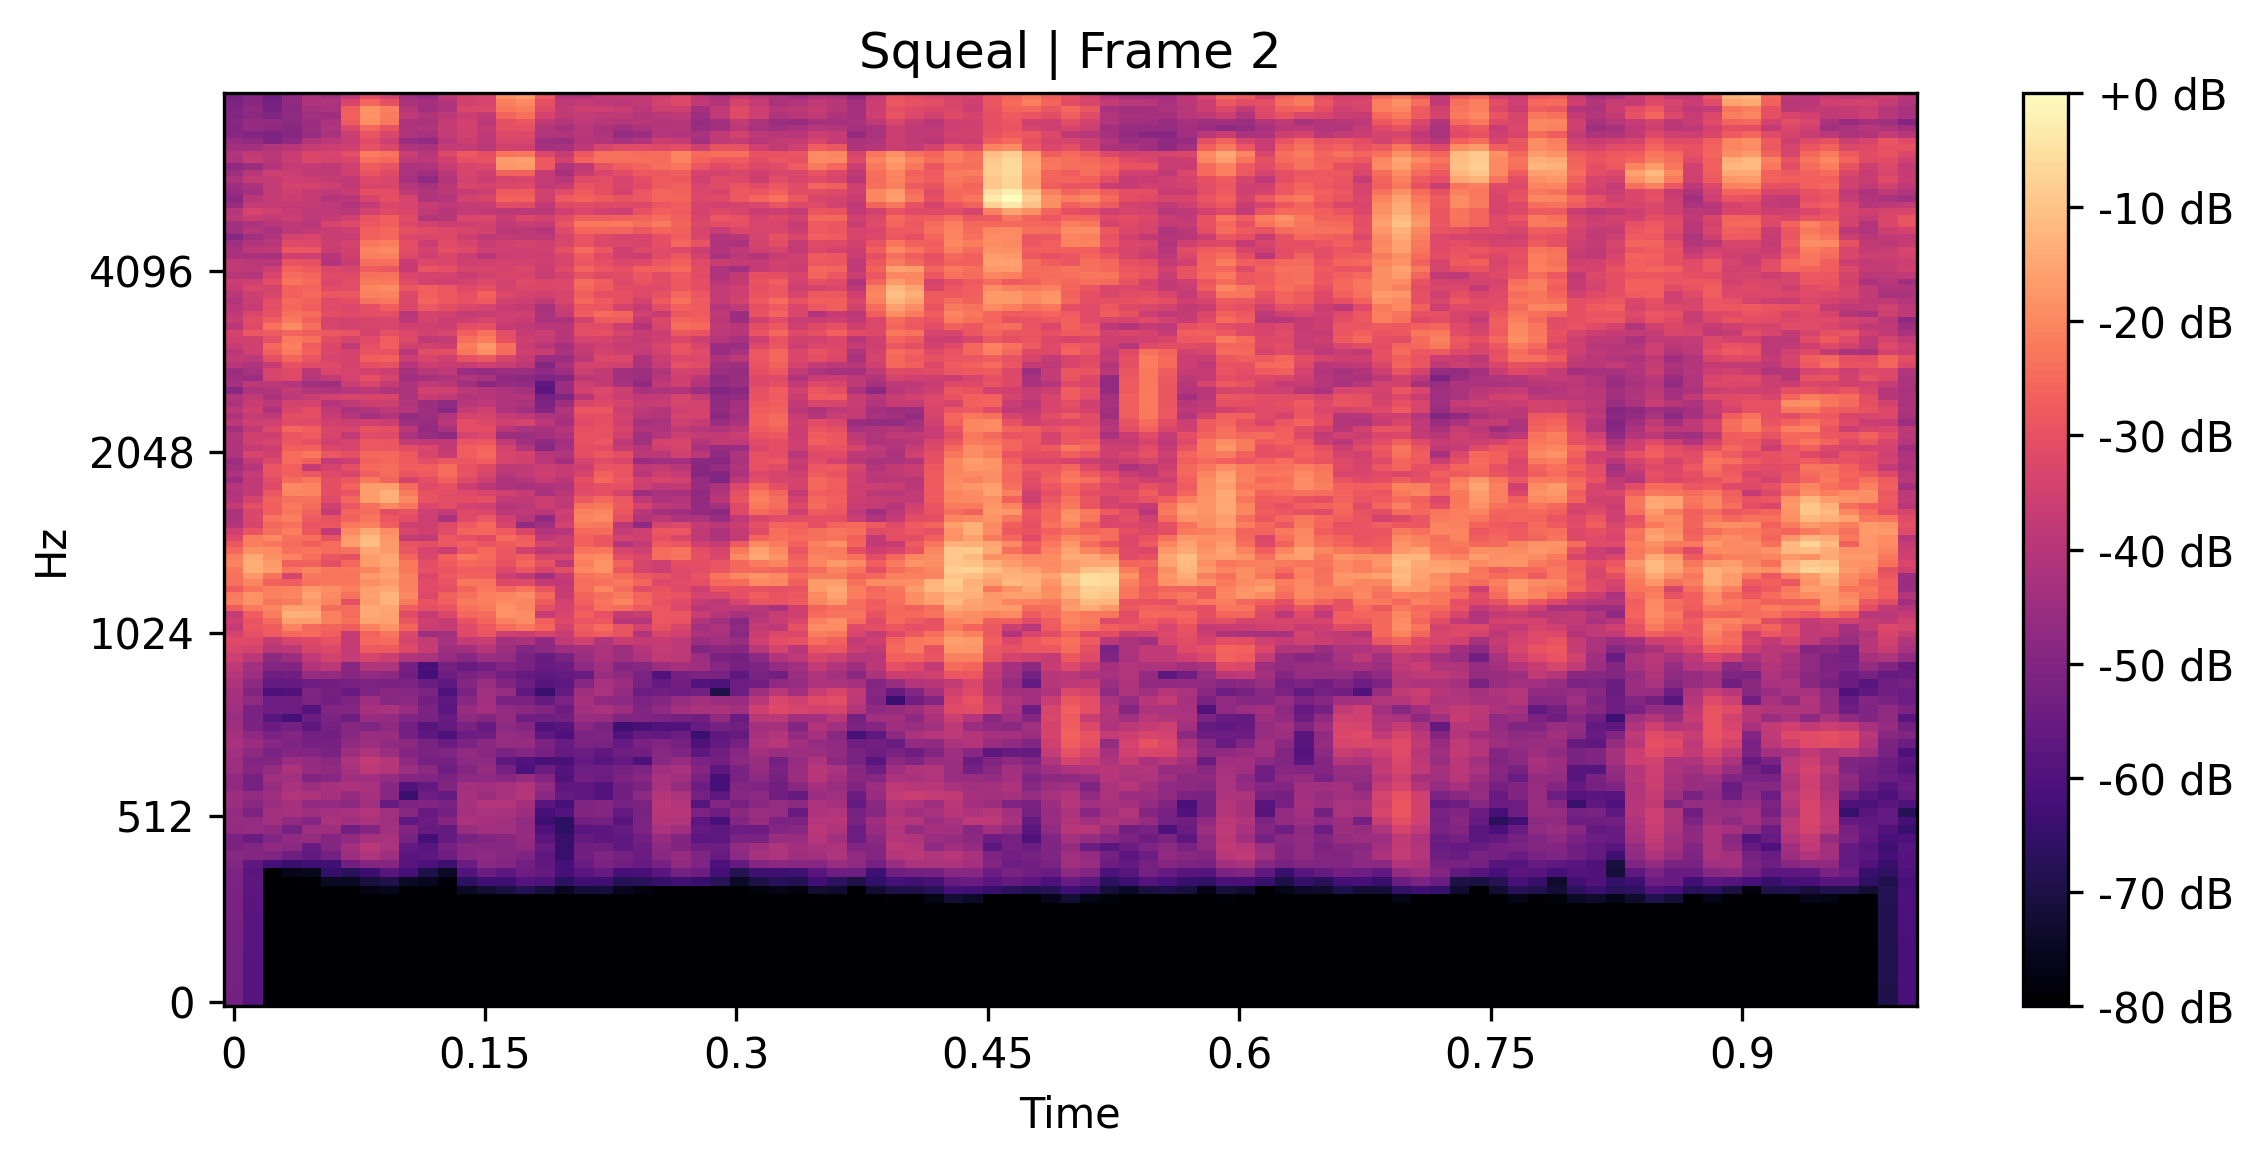 Squeal | Frame 2
+0 dB
-10 dB
-20 dB
-30 dB
-40 dB
-50 dB
-60 dB
-70 dB
-80 dB
Hz
4096
2048
1024
512
0
0 0.15 0.3 0.45 0.6 0.75 0.9
Time